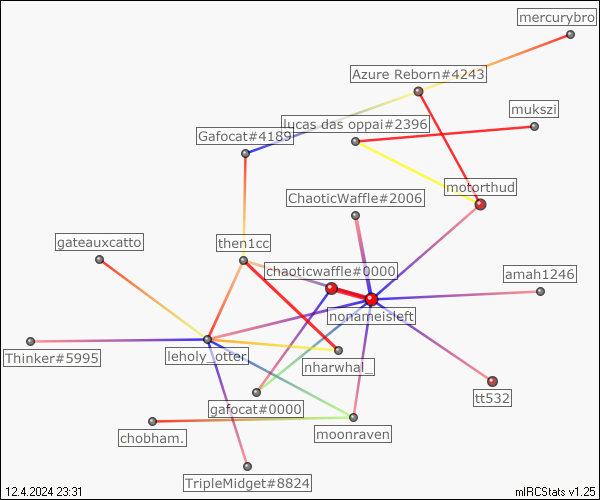 mercurybro
Azure Reborn#4243
mukszi
lucas das oppai#2396
Gafocat#4189
motorthud
ChaoticWaffle#2006
gateauxcatto
then1cc
chaoticwaffle#0000
amah1246
nonameisleft
Thinker#5995
leholy_otter
nharwhal_
tt532
gafocat#0000
chobham.
moonraven
TripleMidget#8824
12.4.2024 23:31
mIRCStats v1.25